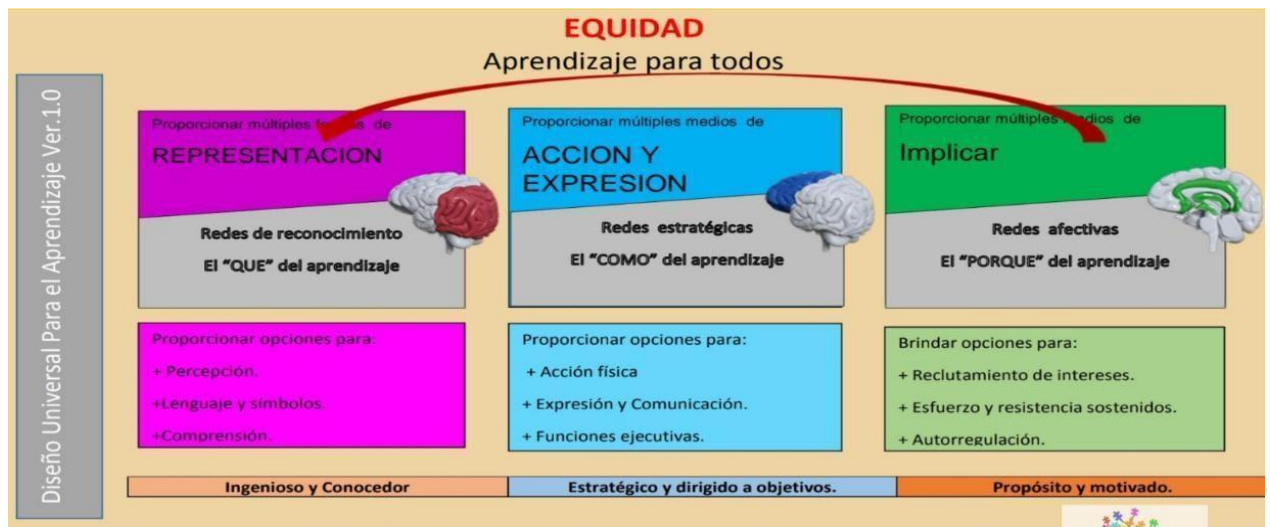 EQUIDAD
Aprendizaje para todos
Diseño Universal Para el Aprendizaje Ver.1.0
Proporcionar múltiples formas de
REPRESENTACION
Redes de reconocimiento
El "QUE" del aprendizaje
Proporcionar opciones para:
+ Percepción.
+Lenguaje y símbolos.
+Comprensión.
Ingenioso y Conocedor
Proporcionar múltiples medios de
ACCION Y
EXPRESION
Redes estratégicas
El "COMO" del aprendizaje
Proporcionar opciones para:
+ Acción física
+ Expresión y Comunicación.
+ Funciones ejecutivas.
Estratégico y dirigido a objetivos.
Proporcionar múltiples medios de
Implicar
Redes afectivas
El "PORQUE" del aprendizaje
Brindar opciones para:
+ Reclutamiento de intereses.
+ Esfuerzo y resistencia sostenidos.
+ Autorregulación.
Propósito y motivado.